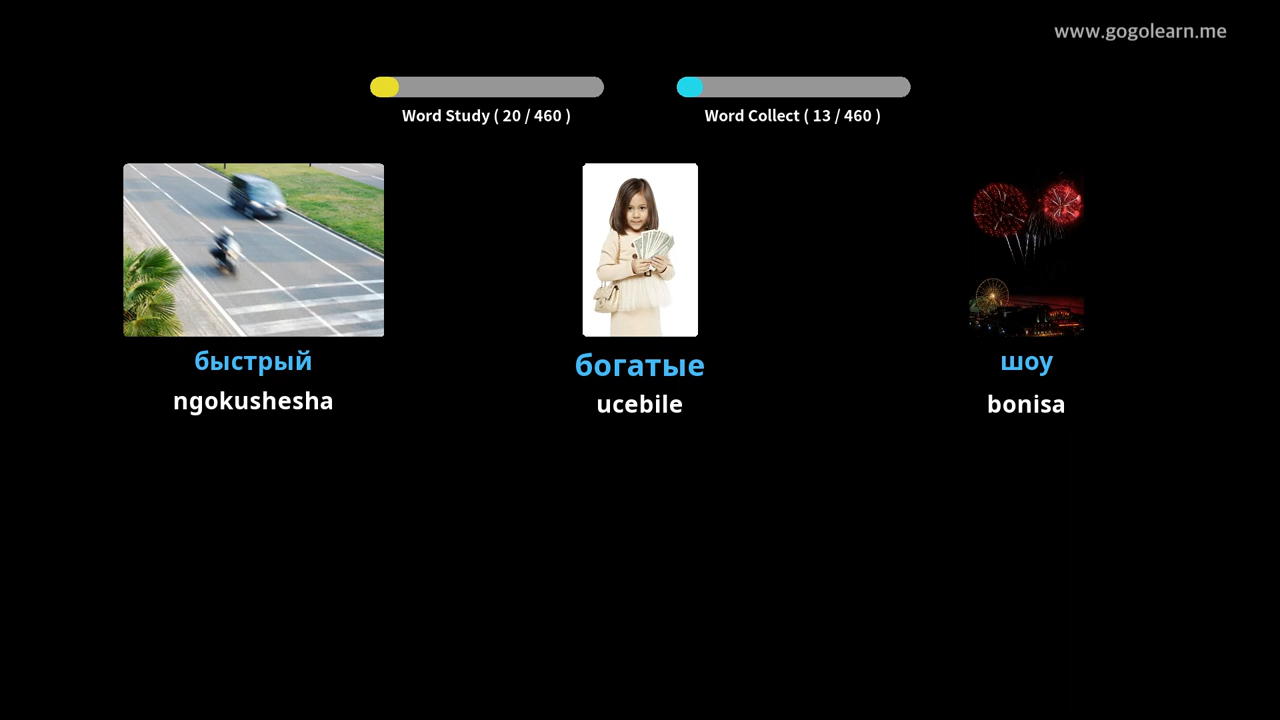 www.gogolearn.me
Word Study ( 20 / 460 )
Word Collect ( 13 / 460 )
быстрый
богатые
шоу
ngokushesha
ucebile
bonisa